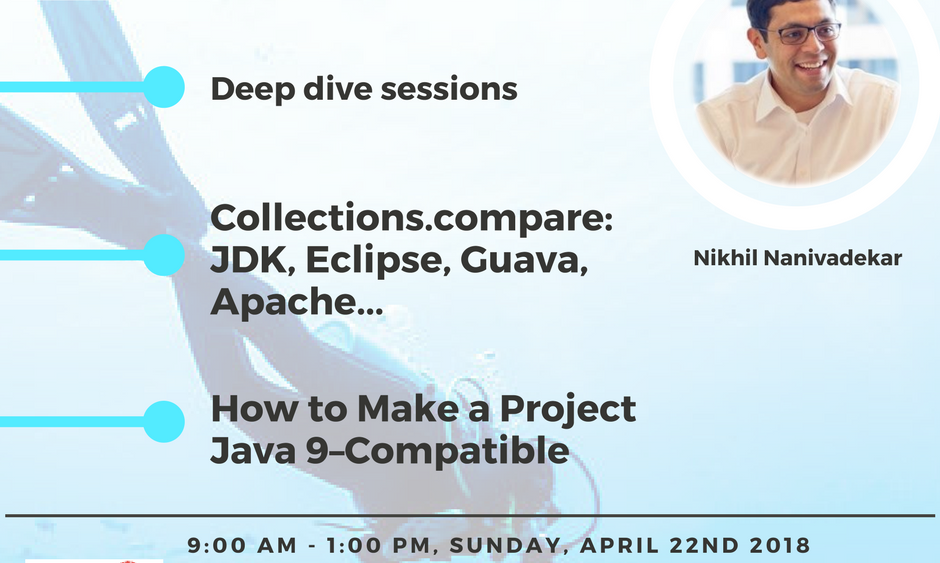 Deep dive sessions
Collections.compare:
JDK, Eclipse, Guava,
Apache...
Nikhil Nanivadekar
How to Make a Project
Java 9–Compatible
9:00 AM - 1:00 PM, SUNDAY, APRIL 22ND 2018